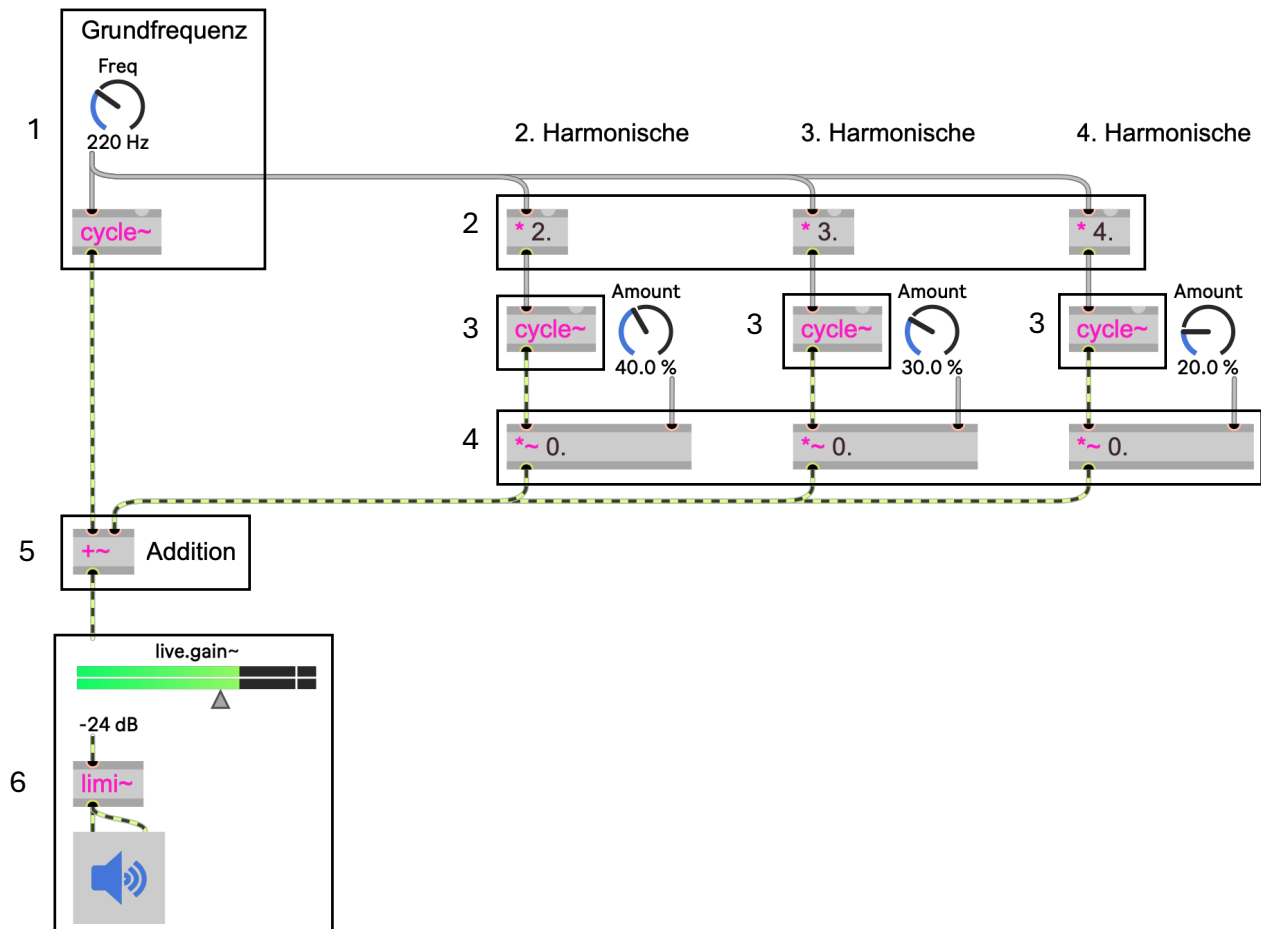 Grundfrequenz
Freq
220 Hz
1
2. Harmonische
3. Harmonische
4. Harmonische
cycle~
2
* 2.
* 3.
* 4.
3
cycle~
Amount
40.0 %
3
cycle~
Amount
30.0 %
3
cycle~
Amount
20.0 %
4
*~ 0.
*~ 0.
*~ 0.
5
+~
Addition
live.gain~
-24 dB
6
limi~